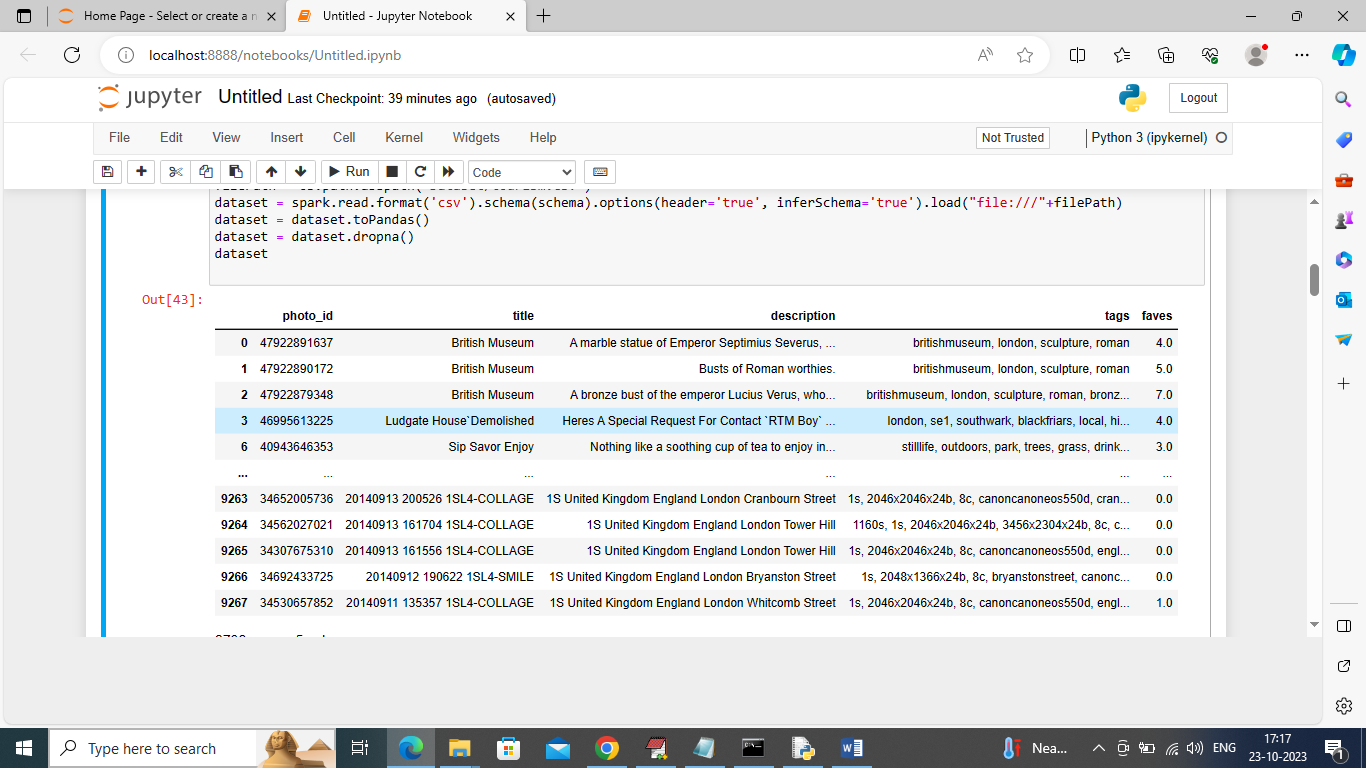 Home Page - Select or create a n
Untitled - Jupyter Notebook
localhost:8888/notebooks/Untitled.ipynb
jupyter Untitled Last Checkpoint: 39 minutes ago (autosaved)
Logout
File Edit View Insert Cell Kernel Widgets Help
Not Trusted Python 3 (ipykernel)
Run Code
dataset = spark.read.format('csv').schema(schema).options(header='true', inferSchema='true').load("file:///"+filePath)
dataset = dataset.toPandas()
dataset = dataset.dropna()
dataset
Out[43]:
photo_id title description tags faves
0 47922891637 British Museum A marble statue of Emperor Septimius Severus, ... britishmuseum, london, sculpture, roman 4.0
1 47922890172 British Museum Busts of Roman worthies. britishmuseum, london, sculpture, roman 5.0
2 47922879348 British Museum A bronze bust of the emperor Lucius Verus, who... britishmuseum, london, sculpture, roman, bronz... 7.0
3 46995613225 Ludgate House`Demolished Heres A Special Request For Contact `RTM Boy` ... london, se1, southwark, blackfriars, local, hi... 4.0
6 40943646353 Sip Savor Enjoy Nothing like a soothing cup of tea to enjoy in... stilllife, outdoors, park, trees, grass, drink... 3.0
... ... ... ... ... ...
9263 34652005736 20140913 200526 1SL4-COLLAGE 1S United Kingdom England London Cranbourn Street 1s, 2046x2046x24b, 8c, canoncanoneos550d, cran... 0.0
9264 34562027021 20140913 161704 1SL4-COLLAGE 1S United Kingdom England London Tower Hill 1160s, 1s, 2046x2046x24b, 3456x2304x24b, 8c, c... 0.0
9265 34307675310 20140913 161556 1SL4-COLLAGE 1S United Kingdom England London Tower Hill 1s, 2046x2046x24b, 8c, canoncanoneos550d, engl... 0.0
9266 34692433725 20140912 190622 1SL4-SMILE 1S United Kingdom England London Bryanston Street 1s, 2048x1366x24b, 8c, bryanstonstreet, canonc... 0.0
9267 34530657852 20140911 135357 1SL4-COLLAGE 1S United Kingdom England London Whitcomb Street 1s, 2046x2046x24b, 8c, canoncanoneos550d, engl... 1.0
Type here to search
Nea...
ENG
17:17
23-10-2023
1